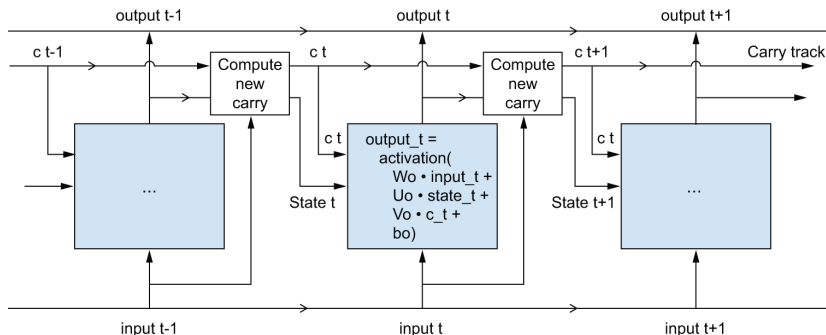 output t-1
output t
output t+1
c t-1
Compute
new
carry
c t
Compute
new
carry
c t+1
Carry track
...
c t
output_t =
activation(
Wo • input_t +
Uo • state_t +
Vo • c_t +
bo)
c t
...
State t
State t+1
input t-1
input t
input t+1